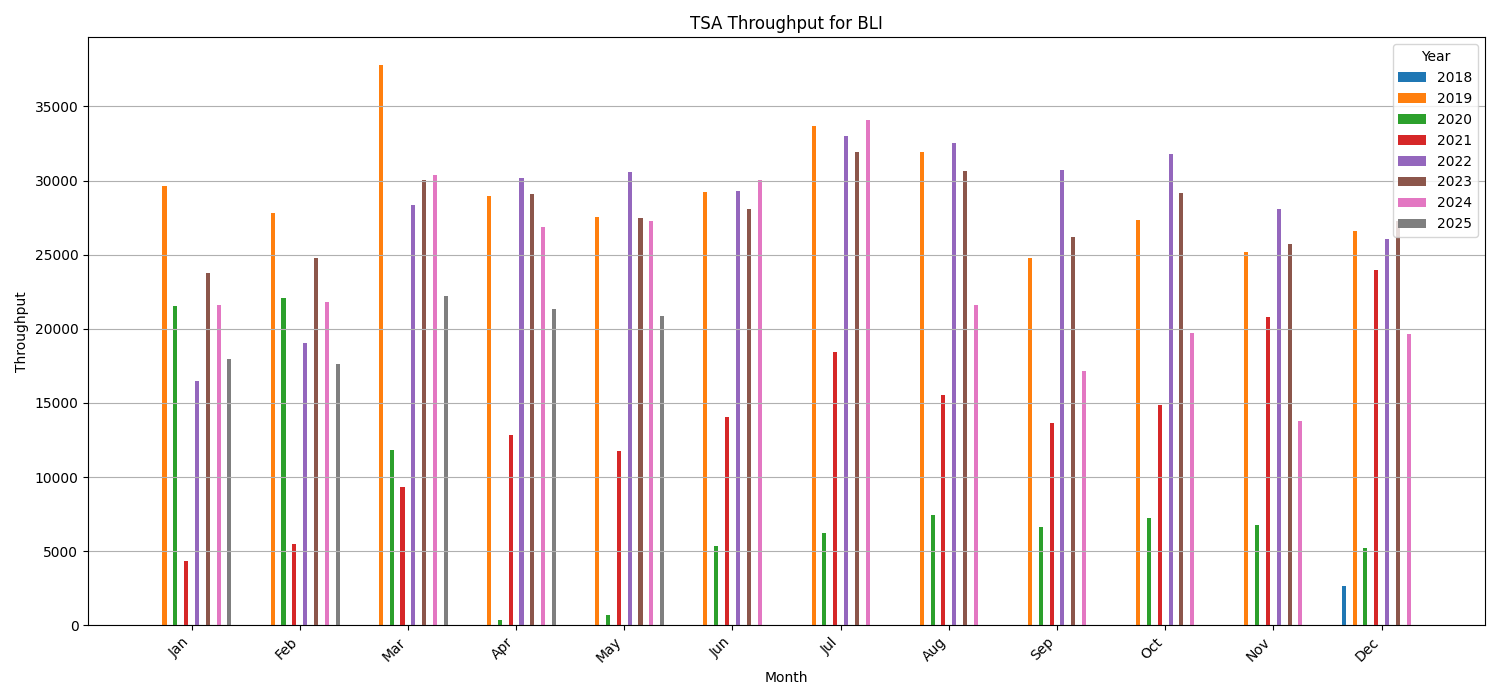 TSA Throughput for BLI
Year
2018
2019
2020
2021
2022
2023
2024
2025
Throughput
35000
30000
25000
20000
15000
10000
5000
0
Jan
Feb
Mar
Apr
May
Jun
Jul
Aug
Sep
Oct
Nov
Dec
Month